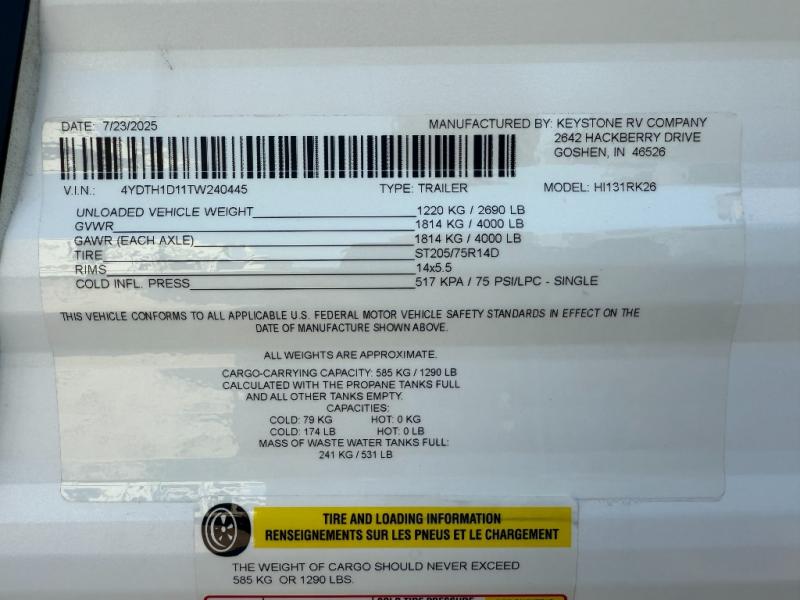 DATE: 7/23/2025
MANUFACTURED BY: KEYSTONE RV COMPANY
2642 HACKBERRY DRIVE
GOSHEN, IN 46526
V.I.N.: 4YDTH1D11TW240445 TYPE: TRAILER MODEL: HI131RK26
UNLOADED VEHICLE WEIGHT 1220 KG / 2690 LB
GVWR 1814 KG / 4000 LB
GAWR (EACH AXLE) 1814 KG / 4000 LB
TIRE ST205/75R14D
RIMS 14x5.5
COLD INFL. PRESS 517 KPA / 75 PSI/LPC - SINGLE
THIS VEHICLE CONFORMS TO ALL APPLICABLE U.S. FEDERAL MOTOR VEHICLE SAFETY STANDARDS IN EFFECT ON THE
DATE OF MANUFACTURE SHOWN ABOVE.
ALL WEIGHTS ARE APPROXIMATE.
CARGO-CARRYING CAPACITY: 585 KG / 1290 LB
CALCULATED WITH THE PROPANE TANKS FULL
AND ALL OTHER TANKS EMPTY.
CAPACITIES:
COLD: 79 KG HOT: 0 KG
COLD: 174 LB HOT: 0 LB
MASS OF WASTE WATER TANKS FULL:
241 KG / 531 LB
TIRE AND LOADING INFORMATION
RENSEIGNEMENTS SUR LES PNEUS ET LE CHARGEMENT
THE WEIGHT OF CARGO SHOULD NEVER EXCEED
585 KG OR 1290 LBS.